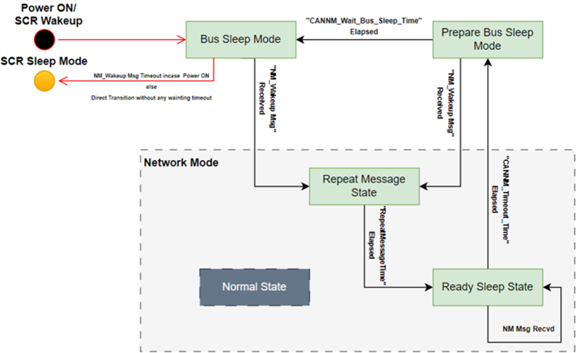 Power ON/
SCR Wakeup
SCR Sleep Mode
Bus Sleep Mode
"CANNM_Wait_Bus_Sleep_Time"
Elapsed
Prepare Bus Sleep
Mode
NM_Wakeup Msg Timeout incase Power ON
else
Direct Transition without any wainting timeout
"NM_Wakeup Msg"
Received
"NM_Wakeup Msg"
Received
Network Mode
Repeat Message
State
"CANNM_Timeout_Time"
Elapsed
"RepeatMessageTime"
Elapsed
Normal State
Ready Sleep State
NM Msg Recvd